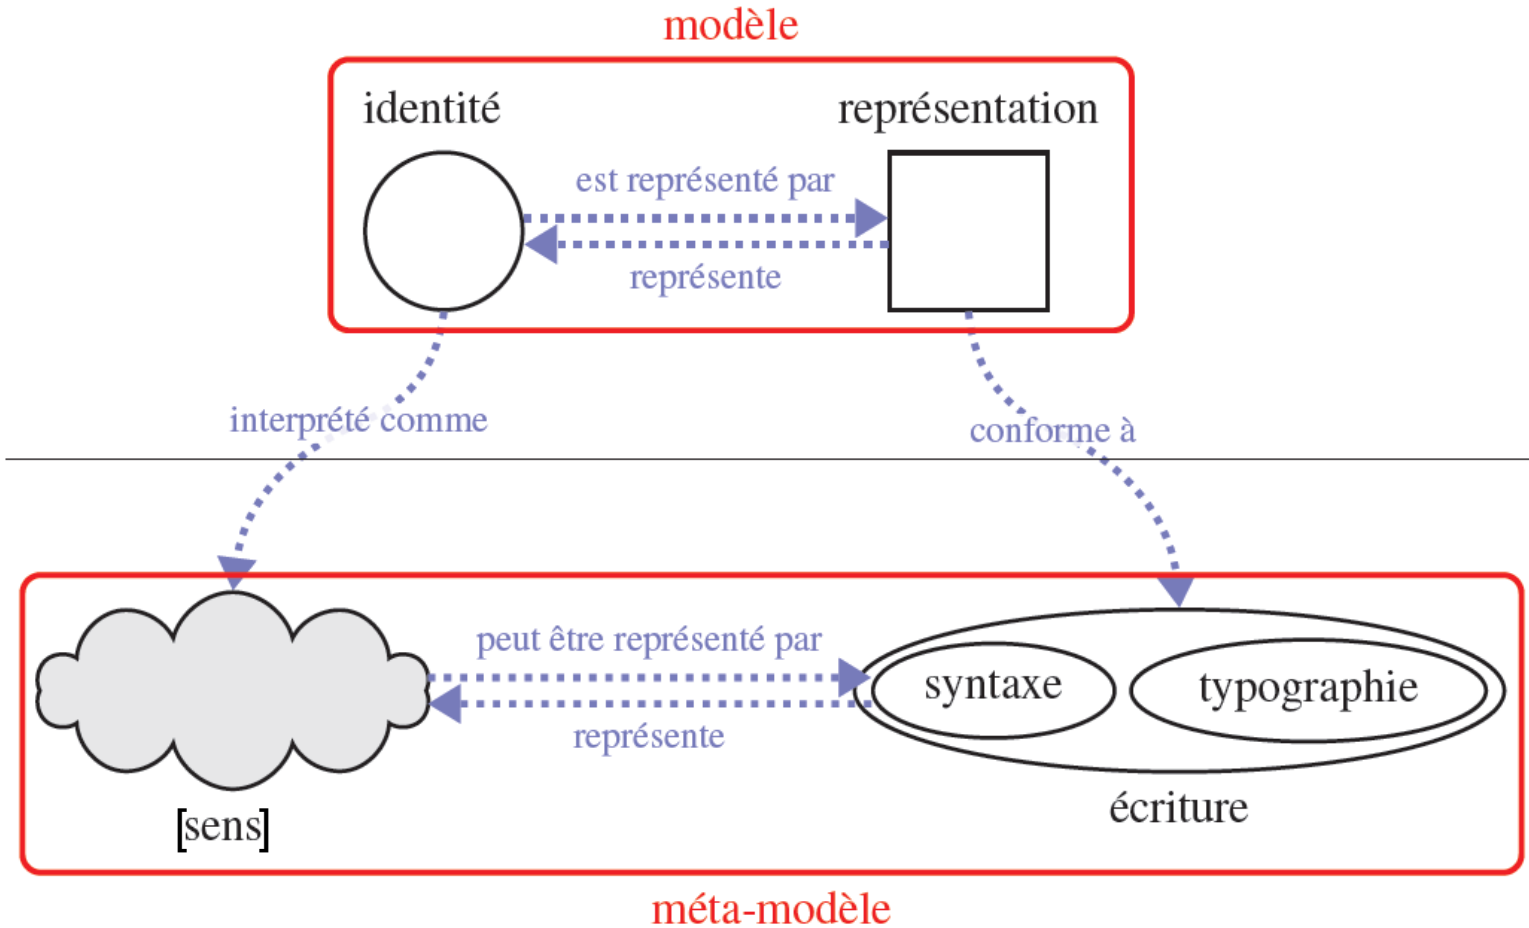 modèle
identité
représentation
est représenté par
représente
interprété comme
conforme à
peut être représenté par
syntaxe
typographie
représente
écriture
[sens]
méta-modèle